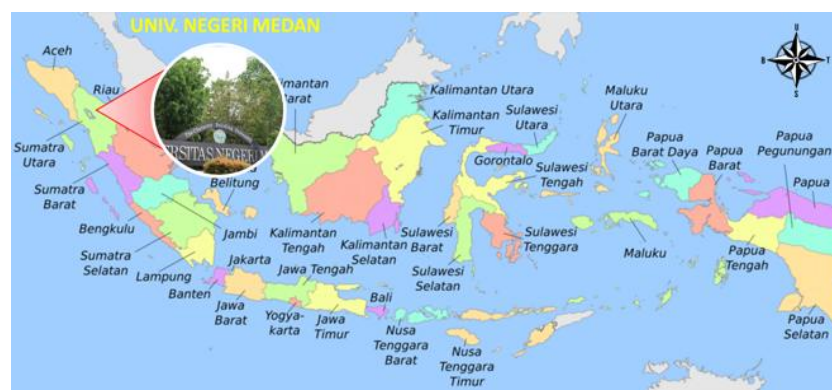 UNIV. NEGERI MEDAN
Aceh
Riau
Sumatra
Utara
Sumatra
Barat
Bengkulu
Sumatra
Selatan
Lampung
Jambi
Belitung
Banten
Jakarta
Jawa
Barat
Jawa Tengah
Yogya-
karta
Jawa
Timur
Bali
Nusa
Tenggara
Barat
Nusa
Tenggara
Timur
Barat
Kalimantan
Tengah
Kalimantan
Selatan
Kalimantan Utara
Kalimantan
Timur
Sulawesi
Utara
Gorontalo
Sulawesi
Tengah
Sulawesi
Barat
Sulawesi
Selatan
Sulawesi
Tenggara
Maluku
Utara
Maluku
Papua
Barat Daya
Papua
Barat
Papua
Pegunungan
Papua
Papua
Tengah
Papua
Selatan
U
B
T
S
ERSITAS NEGERI